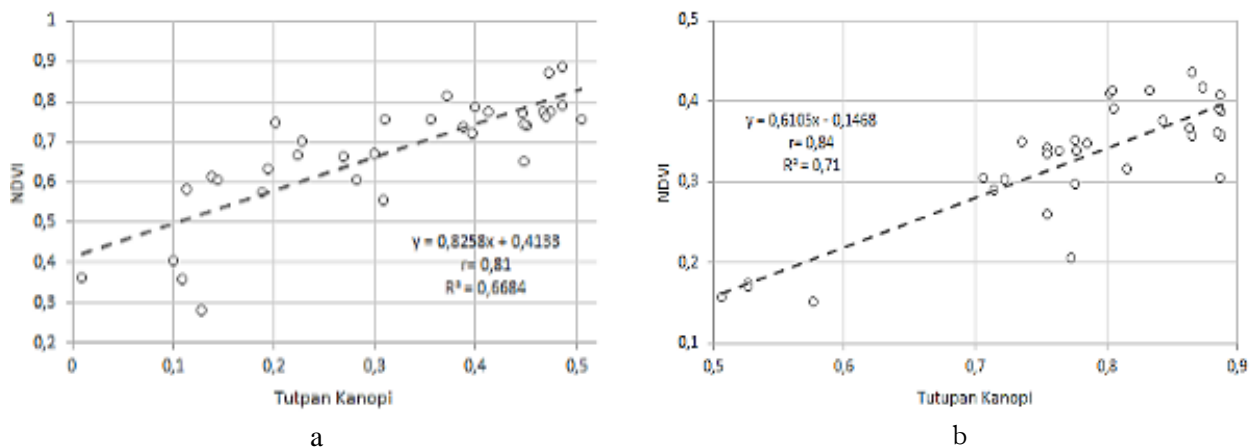 1
0,9
0,8
0,7
0,6
0,5
0,4
0,3
0,2
NDVI
0 0,1 0,2 0,3 0,4 0,5
Tutpan Kanopi
y = 0,8258x + 0,4133
r= 0,81
R² = 0,6684
a
0,5
0,4
0,3
0,2
0,1
NDVI
0,5 0,6 0,7 0,8 0,9
Tutupan Kanopi
y = 0,6105x - 0,1468
r= 0,84
R² = 0,71
b